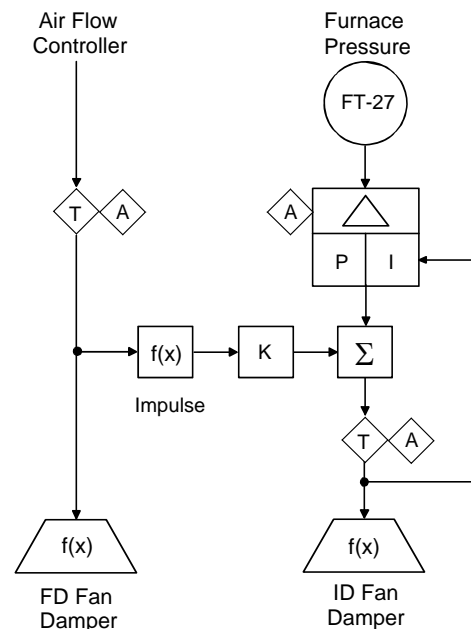 Air Flow
Controller
Furnace
Pressure
FT-27
T
A
A
P
I
f(x)
K
Σ
Impulse
T
A
f(x)
f(x)
FD Fan
Damper
ID Fan
Damper